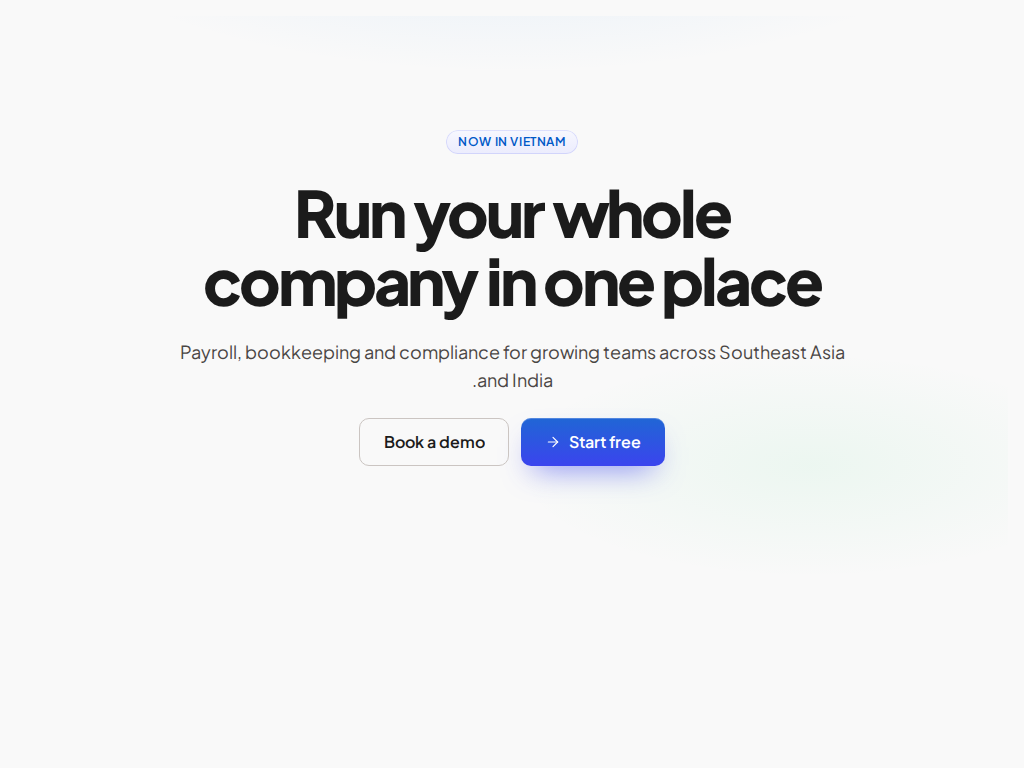 NOW IN VIETNAM
Run your whole
company in one place
Payroll, bookkeeping and compliance for growing teams across Southeast Asia
.and India
Book a demo
Start free